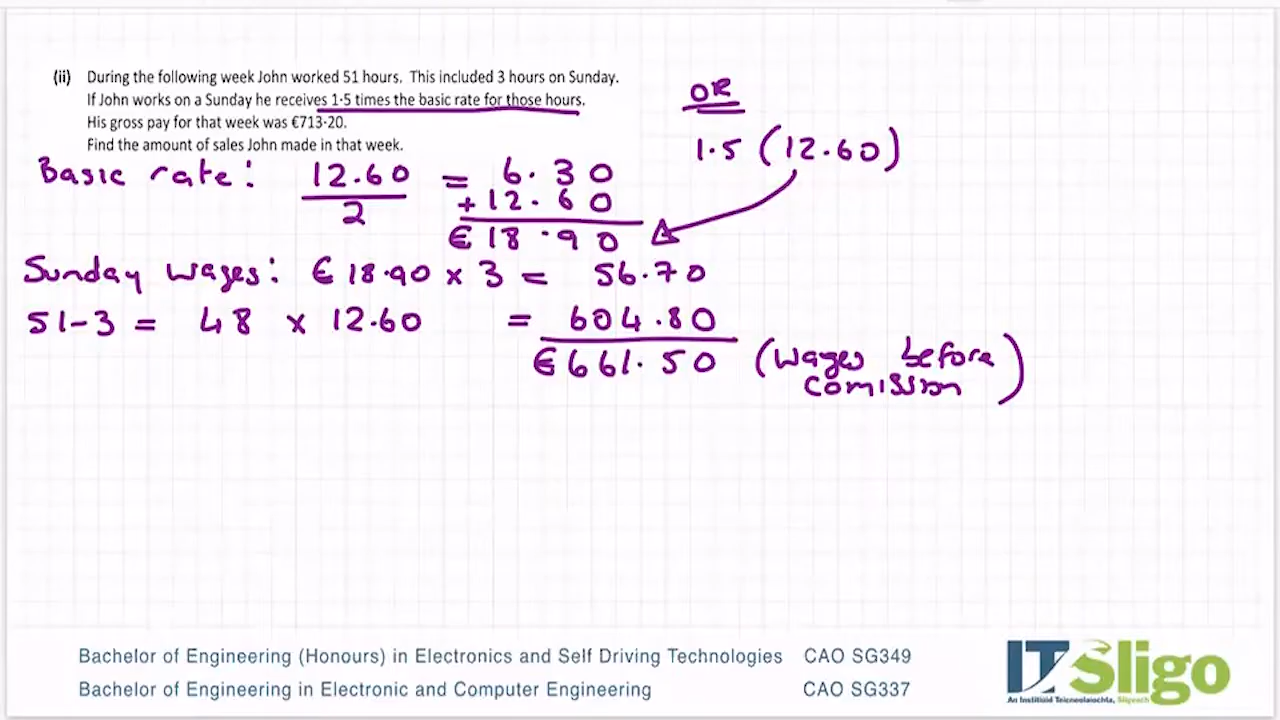 (ii) During the following week John worked 51 hours. This included 3 hours on Sunday.
If John works on a Sunday he receives 1·5 times the basic rate for those hours.
His gross pay for that week was €713·20.
Find the amount of sales John made in that week.
OR
1.5 (12.60)
Basic rate: 12.60 = 6.30
2 +12.60
€ 18.90
Sunday wages: € 18.90 x 3 = 56.70
51-3 = 48 x 12.60 = 604.80
€661.50 (wages before
comission)
Bachelor of Engineering (Honours) in Electronics and Self Driving Technologies CAO SG349
Bachelor of Engineering in Electronic and Computer Engineering CAO SG337
IT Sligo
An Institiúid Teicneolaíochta, Sligeach